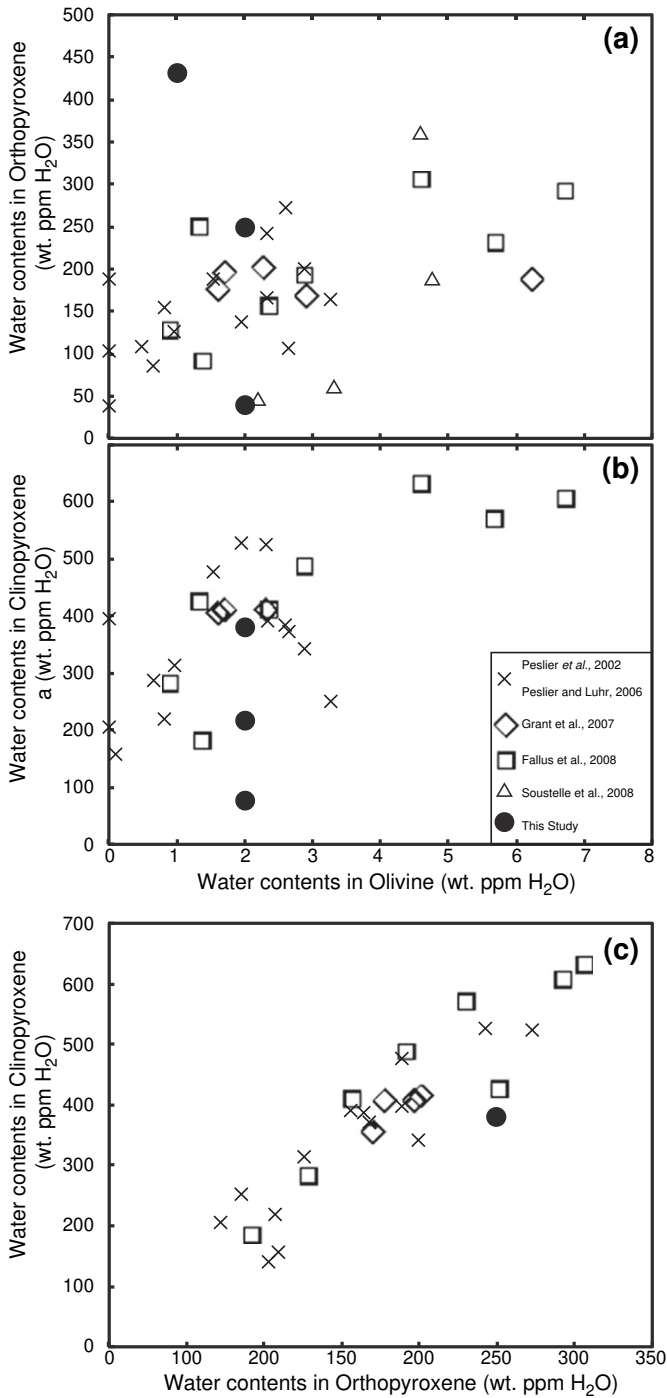 (a)
500
450
400
350
300
250
200
150
100
50
0
Water contents in Orthopyroxene
(wt. ppm H₂O)
(b)
600
500
400
300
200
100
0
Water contents in Clinopyroxene
a (wt. ppm H₂O)
Peslier et al., 2002
Peslier and Luhr, 2006
Grant et al., 2007
Fallus et al., 2008
Soustelle et al., 2008
This Study
0 1 2 3 4 5 6 7 8
Water contents in Olivine (wt. ppm H₂O)
(c)
700
600
500
400
300
200
100
0
Water contents in Clinopyroxene
(wt. ppm H₂O)
0 100 200 100 150 200 250 300 350
Water contents in Orthopyroxene (wt. ppm H₂O)